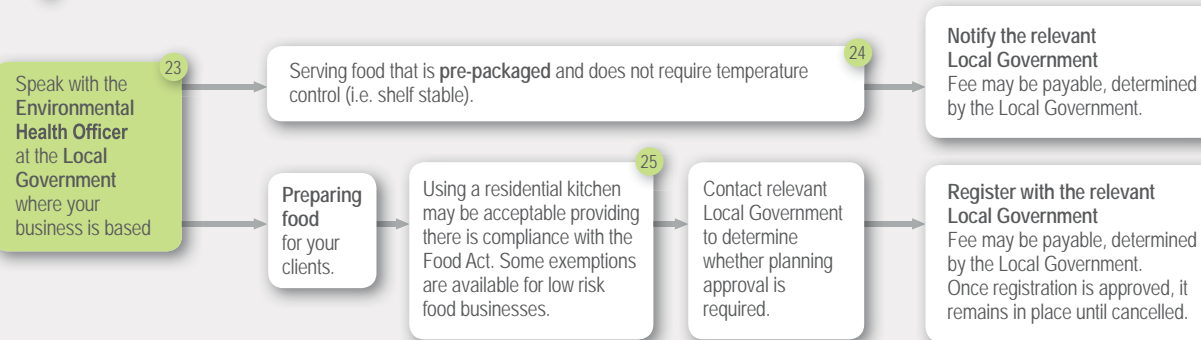 23
Speak with the
Environmental
Health Officer
at the Local
Government
where your
business is based
24
Serving food that is pre-packaged and does not require temperature
control (i.e. shelf stable).
Notify the relevant
Local Government
Fee may be payable, determined
by the Local Government.
Preparing
food
for your
clients.
25
Using a residential kitchen
may be acceptable providing
there is compliance with the
Food Act. Some exemptions
are available for low risk
food businesses.
Contact relevant
Local Government
to determine
whether planning
approval is
required.
Register with the relevant
Local Government
Fee may be payable, determined
by the Local Government.
Once registration is approved, it
remains in place until cancelled.